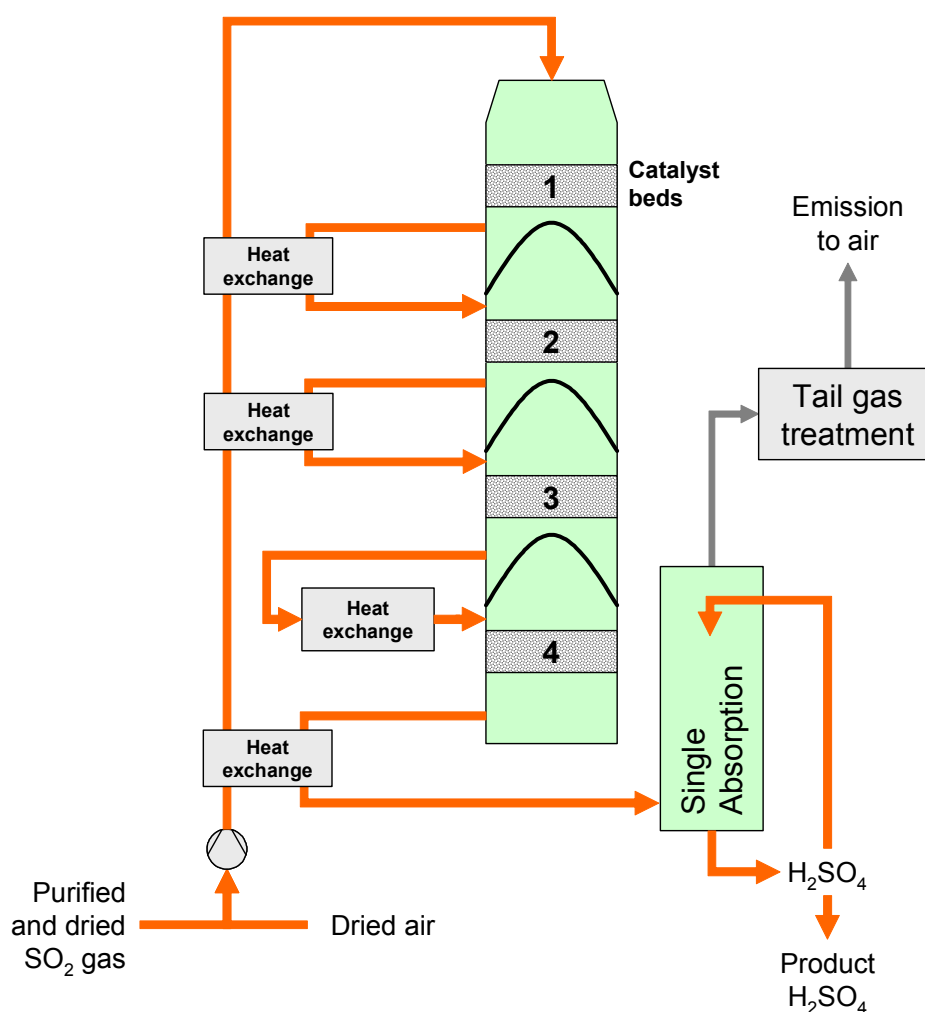 1
Catalyst
beds
Emission
to air
Heat
exchange
2
Heat
exchange
Tail gas
treatment
3
Heat
exchange
4
Single
Absorption
Heat
exchange
H₂SO₄
Purified
and dried
SO₂ gas
Dried air
Product
H₂SO₄